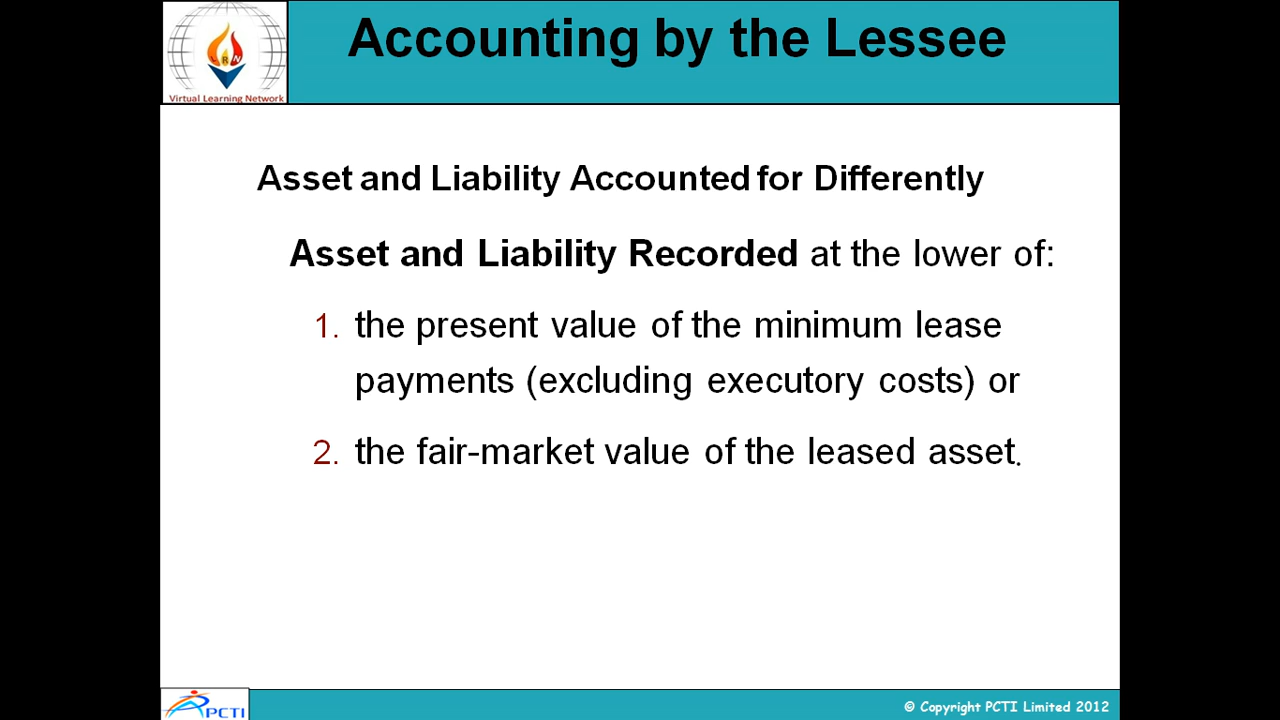 Accounting by the Lessee
Virtual Learning Network
Asset and Liability Accounted for Differently
Asset and Liability Recorded at the lower of:
1. the present value of the minimum lease
payments (excluding executory costs) or
2. the fair-market value of the leased asset.
PCTI
© Copyright PCTI Limited 2012